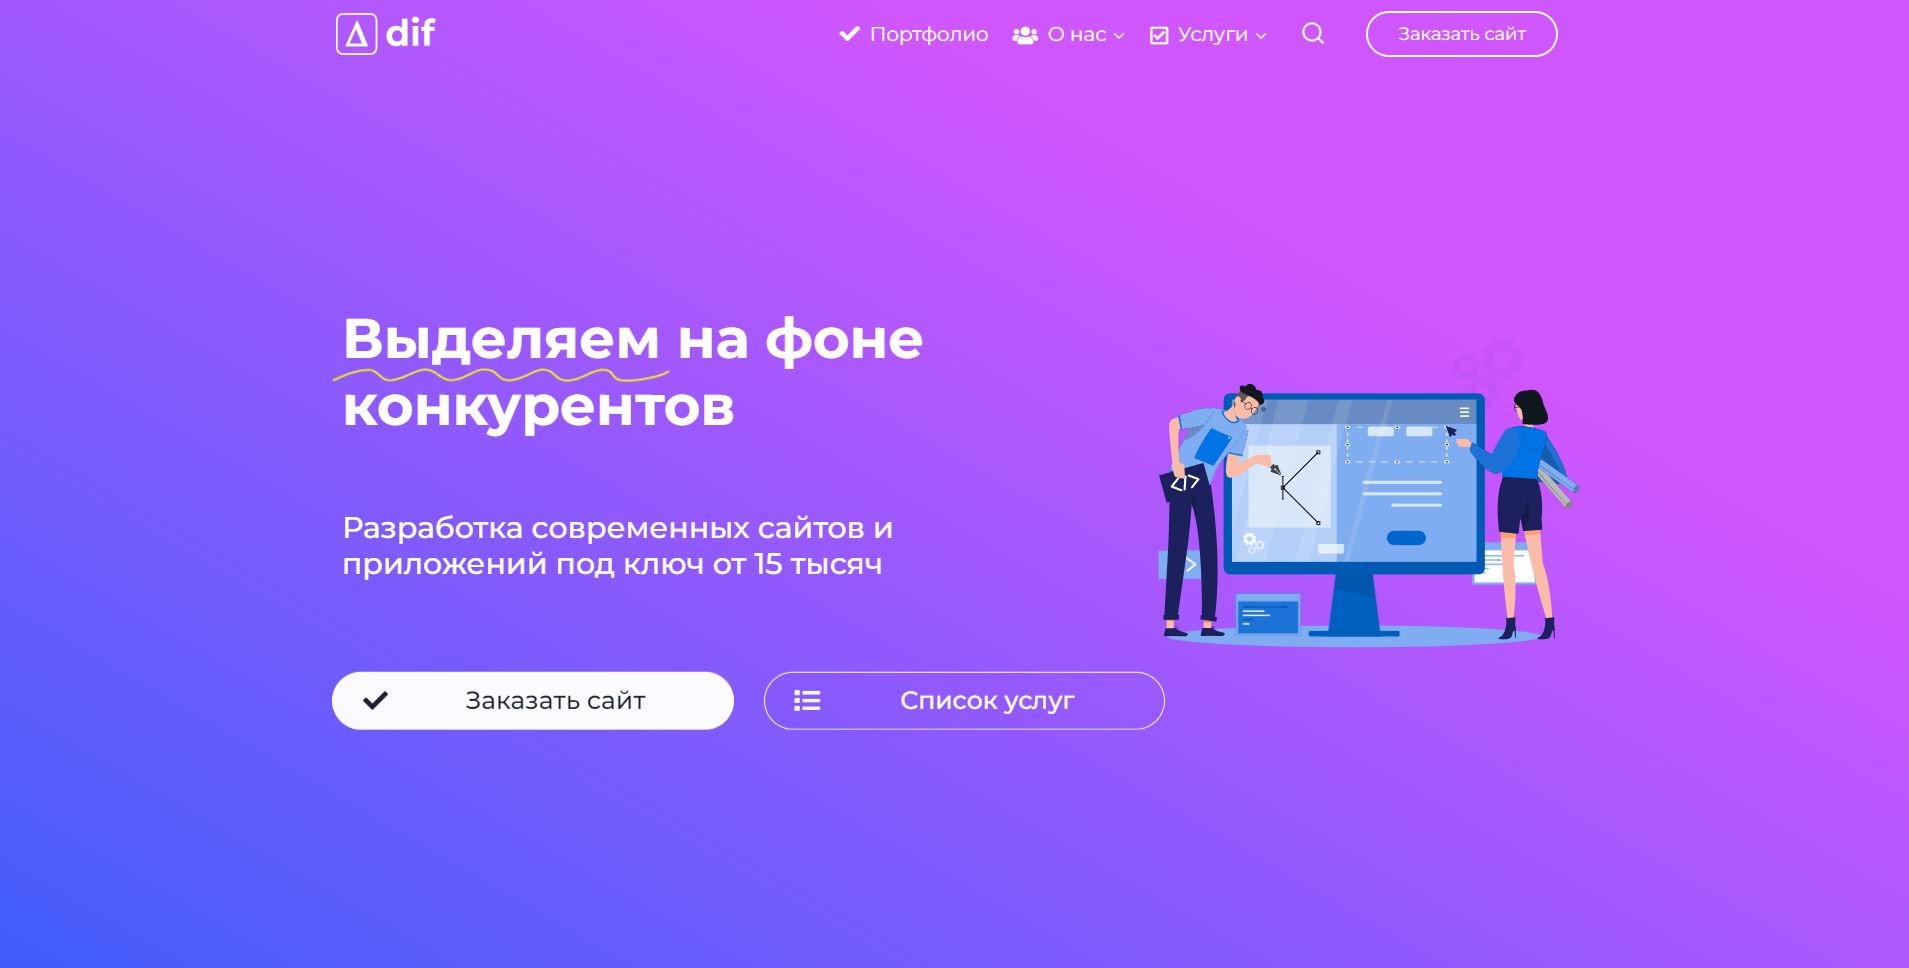 dif
Портфолио
О нас
Услуги
Заказать сайт
Выделяем на фоне
конкурентов
Разработка современных сайтов и
приложений под ключ от 15 тысяч
Заказать сайт
Список услуг